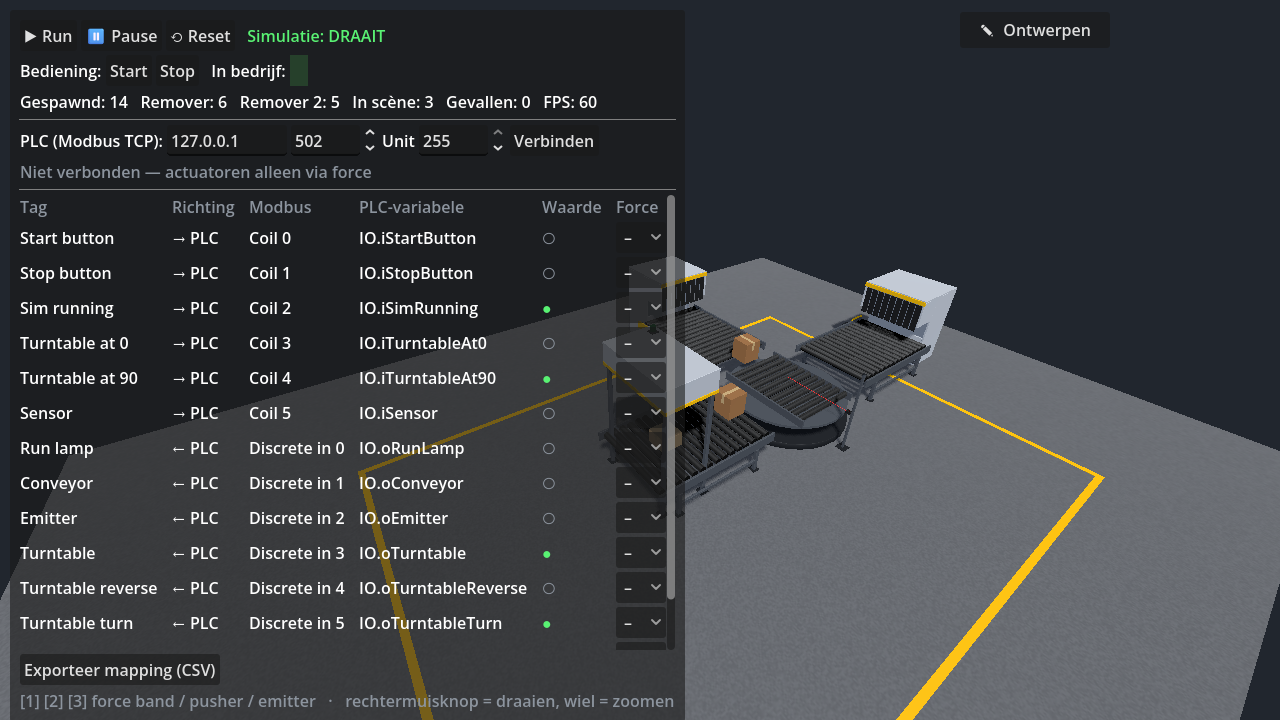 Run Pause Reset Simulatie: DRAAIT
Ontwerpen
Bediening: Start Stop In bedrijf:
Gespawnd: 14 Remover: 6 Remover 2: 5 In scène: 3 Gevallen: 0 FPS: 60
PLC (Modbus TCP): 127.0.0.1 502 Unit 255 Verbinden
Niet verbonden — actuatoren alleen via force
Tag Richting Modbus PLC-variabele Waarde Force
Start button → PLC Coil 0 IO.iStartButton –
Stop button → PLC Coil 1 IO.iStopButton –
Sim running → PLC Coil 2 IO.iSimRunning –
Turntable at 0 → PLC Coil 3 IO.iTurntableAt0 –
Turntable at 90 → PLC Coil 4 IO.iTurntableAt90 –
Sensor → PLC Coil 5 IO.iSensor –
Run lamp ← PLC Discrete in 0 IO.oRunLamp –
Conveyor ← PLC Discrete in 1 IO.oConveyor –
Emitter ← PLC Discrete in 2 IO.oEmitter –
Turntable ← PLC Discrete in 3 IO.oTurntable –
Turntable reverse ← PLC Discrete in 4 IO.oTurntableReverse –
Turntable turn ← PLC Discrete in 5 IO.oTurntableTurn –
Exporteer mapping (CSV)
[1] [2] [3] force band / pusher / emitter · rechtermuisknop = draaien, wiel = zoomen